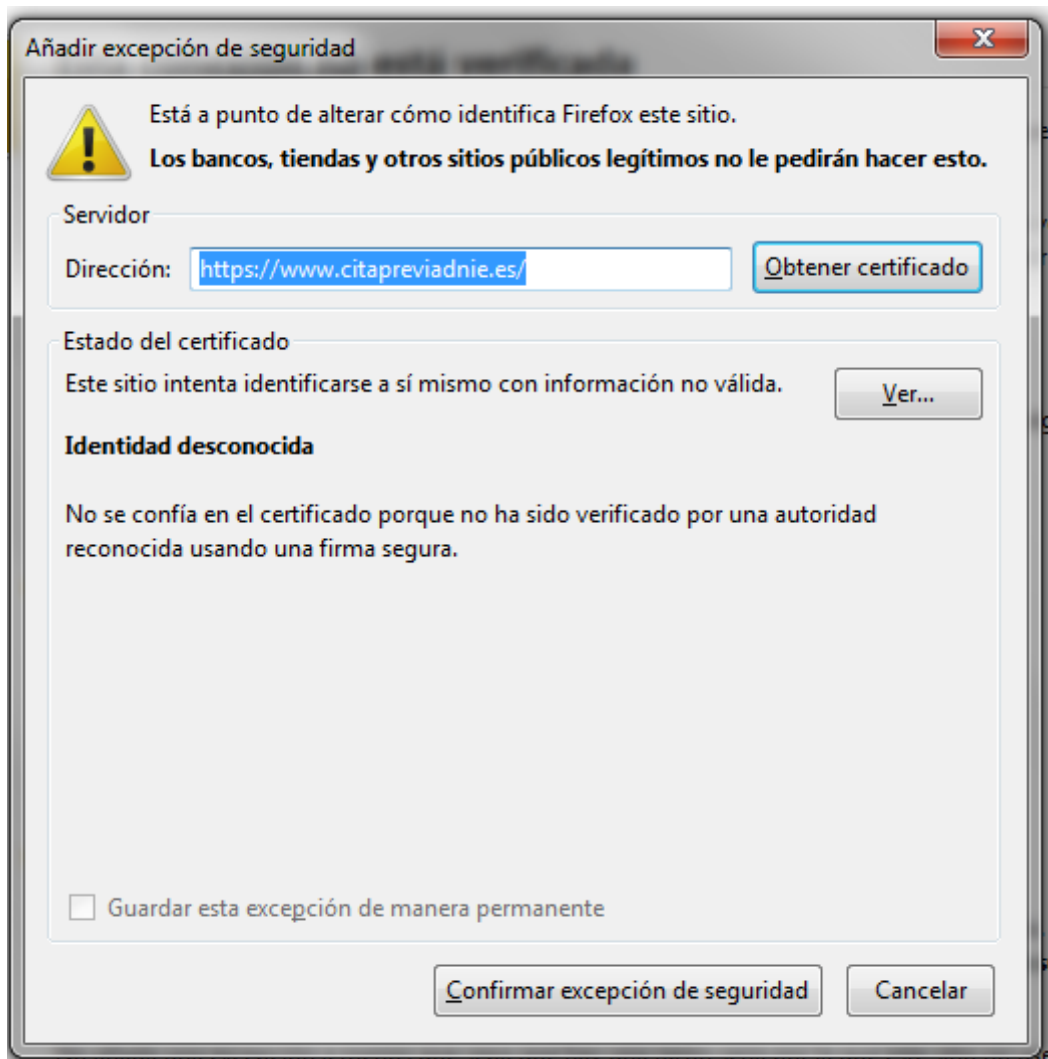 Añadir excepción de seguridad
está verificada
Está a punto de alterar cómo identifica Firefox este sitio.
Los bancos, tiendas y otros sitios públicos legítimos no le pedirán hacer esto.
Servidor
Dirección: https://www.citapreviadnie.es/ Obtener certificado
Estado del certificado
Este sitio intenta identificarse a sí mismo con información no válida. Ver...
Identidad desconocida
No se confía en el certificado porque no ha sido verificado por una autoridad
reconocida usando una firma segura.
Guardar esta excepción de manera permanente
Confirmar excepción de seguridad Cancelar